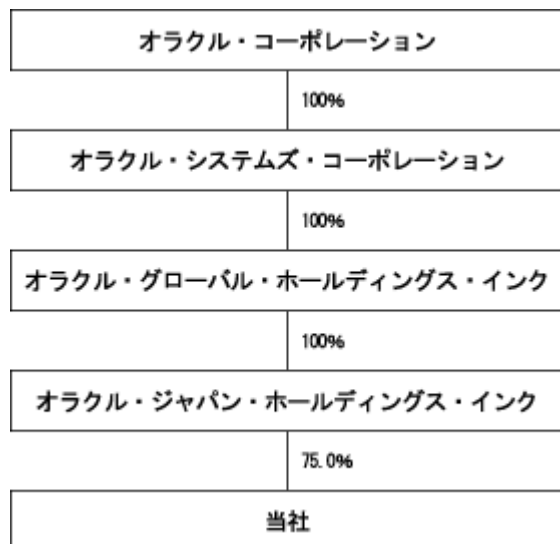 オラクル・コーポレーション
100%
オラクル・システムズ・コーポレーション
100%
オラクル・グローバル・ホールディングス・インク
100%
オラクル・ジャパン・ホールディングス・インク
75.0%
当社